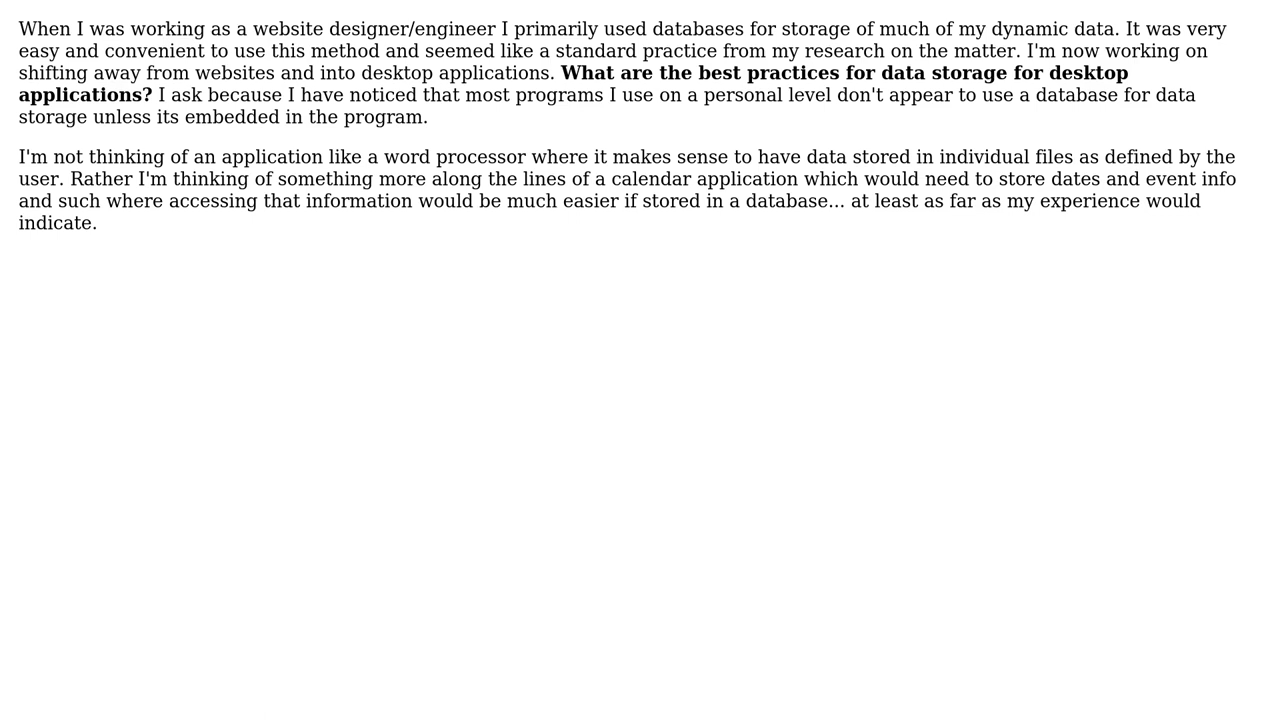 When I was working as a website designer/engineer I primarily used databases for storage of much of my dynamic data. It was very
easy and convenient to use this method and seemed like a standard practice from my research on the matter. I'm now working on
shifting away from websites and into desktop applications. What are the best practices for data storage for desktop
applications? I ask because I have noticed that most programs I use on a personal level don't appear to use a database for data
storage unless its embedded in the program.
I'm not thinking of an application like a word processor where it makes sense to have data stored in individual files as defined by the
user. Rather I'm thinking of something more along the lines of a calendar application which would need to store dates and event info
and such where accessing that information would be much easier if stored in a database... at least as far as my experience would
indicate.